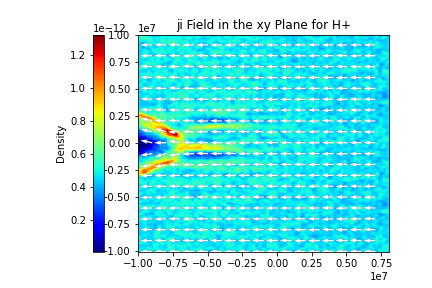 ji Field in the xy Plane for H+
1e−12
1e7
Density
1.2
1.0
0.8
0.6
0.4
0.2
1.00
0.75
0.50
0.25
0.00
−0.25
−0.50
−0.75
−1.00
−1.00 −0.75 −0.50 −0.25 0.00 0.25 0.50 0.75
1e7